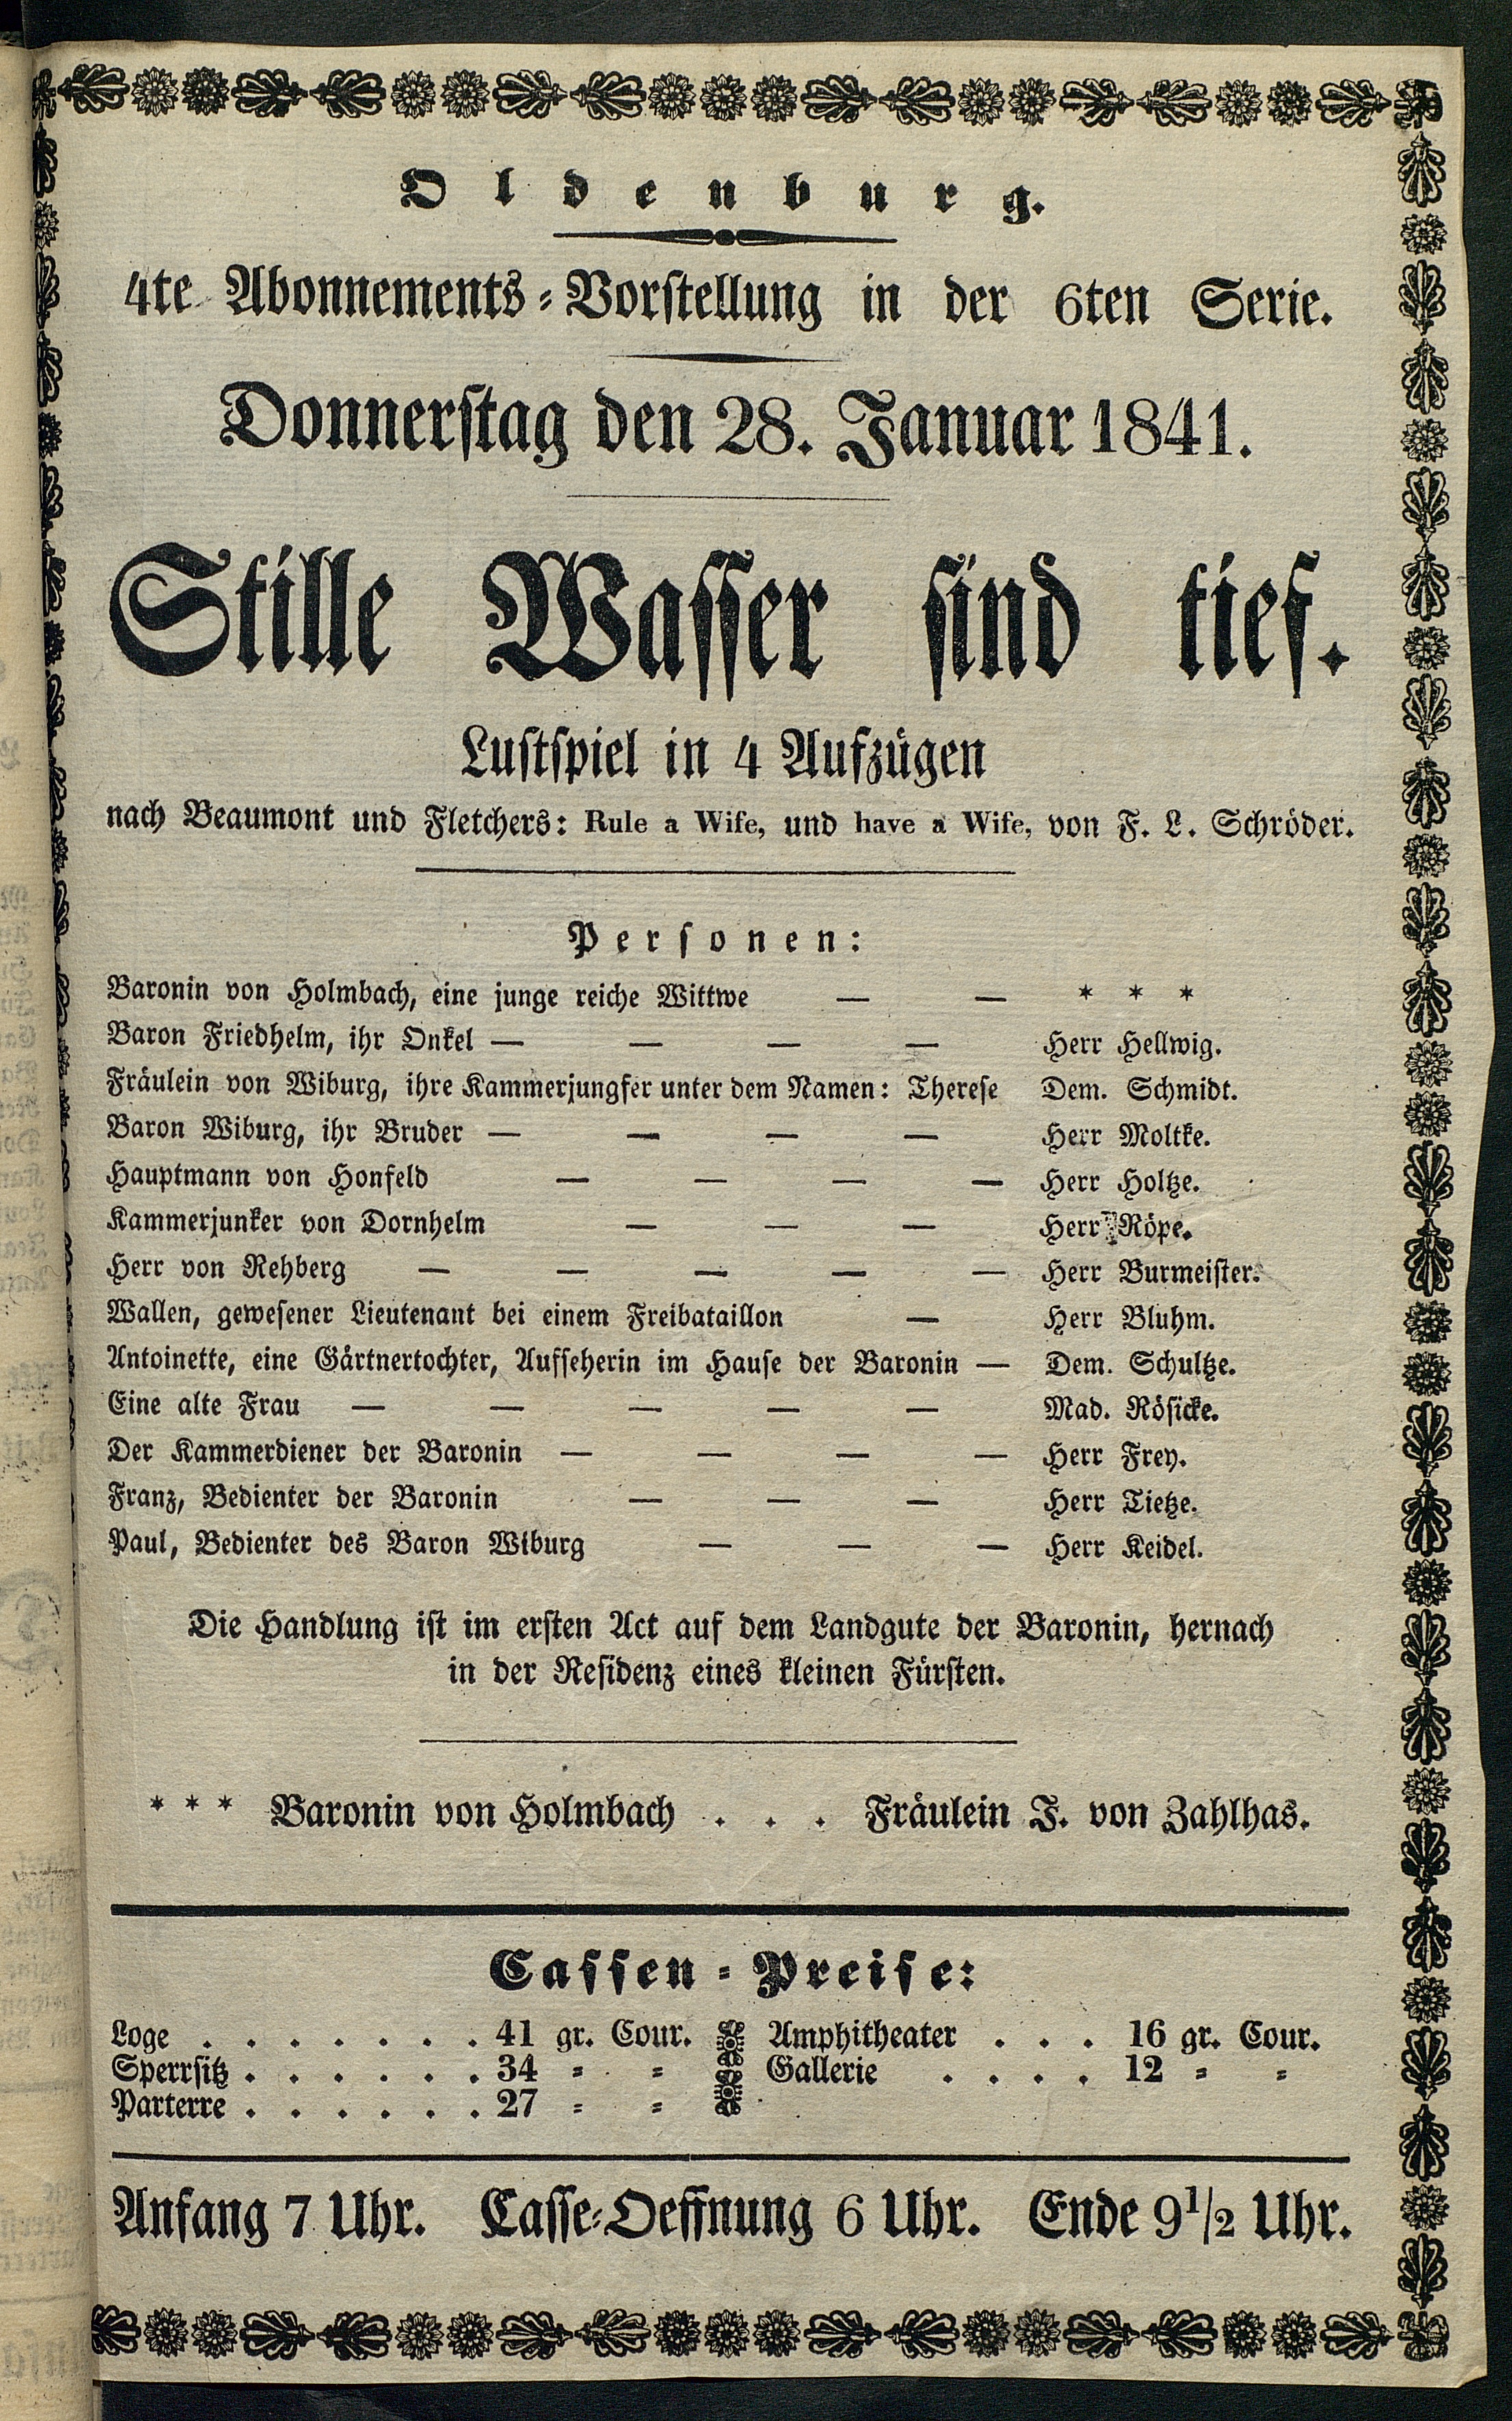 Oldenburg.
4te Abonnements-Vorstellung in der 6ten Serie.
Donnerstag den 28. Januar 1841.
Stille Wasser sind tief.
Lustspiel in 4 Aufzügen
nach Beaumont und Fletchers: Rule a Wife, und have a Wife, von F. L. Schröder.
Personen:
Baronin von Holmbach, eine junge reiche Wittwe — — * * *
Baron Friedhelm, ihr Onkel — — — — Herr Hellwig.
Fräulein von Wiburg, ihre Kammerjungfer unter dem Namen: Therese Dem. Schmidt.
Baron Wiburg, ihr Bruder — — — — Herr Moltke.
Hauptmann von Honfeld — — — — Herr Holtze.
Kammerjunker von Dornhelm — — — Herr Röpe.
Herr von Rehberg — — — — — Herr Burmeister.
Wallen, gewesener Lieutenant bei einem Freibataillon — Herr Bluhm.
Antoinette, eine Gärtnertochter, Aufseherin im Hause der Baronin — Dem. Schultze.
Eine alte Frau — — — — — Mad. Rösicke.
Der Kammerdiener der Baronin — — — — Herr Frey.
Franz, Bedienter der Baronin — — — Herr Tietze.
Paul, Bedienter des Baron Wiburg — — — Herr Keidel.
Die Handlung ist im ersten Act auf dem Landgute der Baronin, hernach
in der Residenz eines kleinen Fürsten.
* * * Baronin von Holmbach . . . Fräulein J. von Zahlhas.
Cassen-Preise:
Loge . . . . . . . 41 gr. Cour. Amphitheater . . . 16 gr. Cour.
Sperrsitz . . . . . . 34 = = Gallerie . . . . 12 = =
Parterre . . . . . . 27 = =
Anfang 7 Uhr. Casse-Oeffnung 6 Uhr. Ende 9 1/2 Uhr.